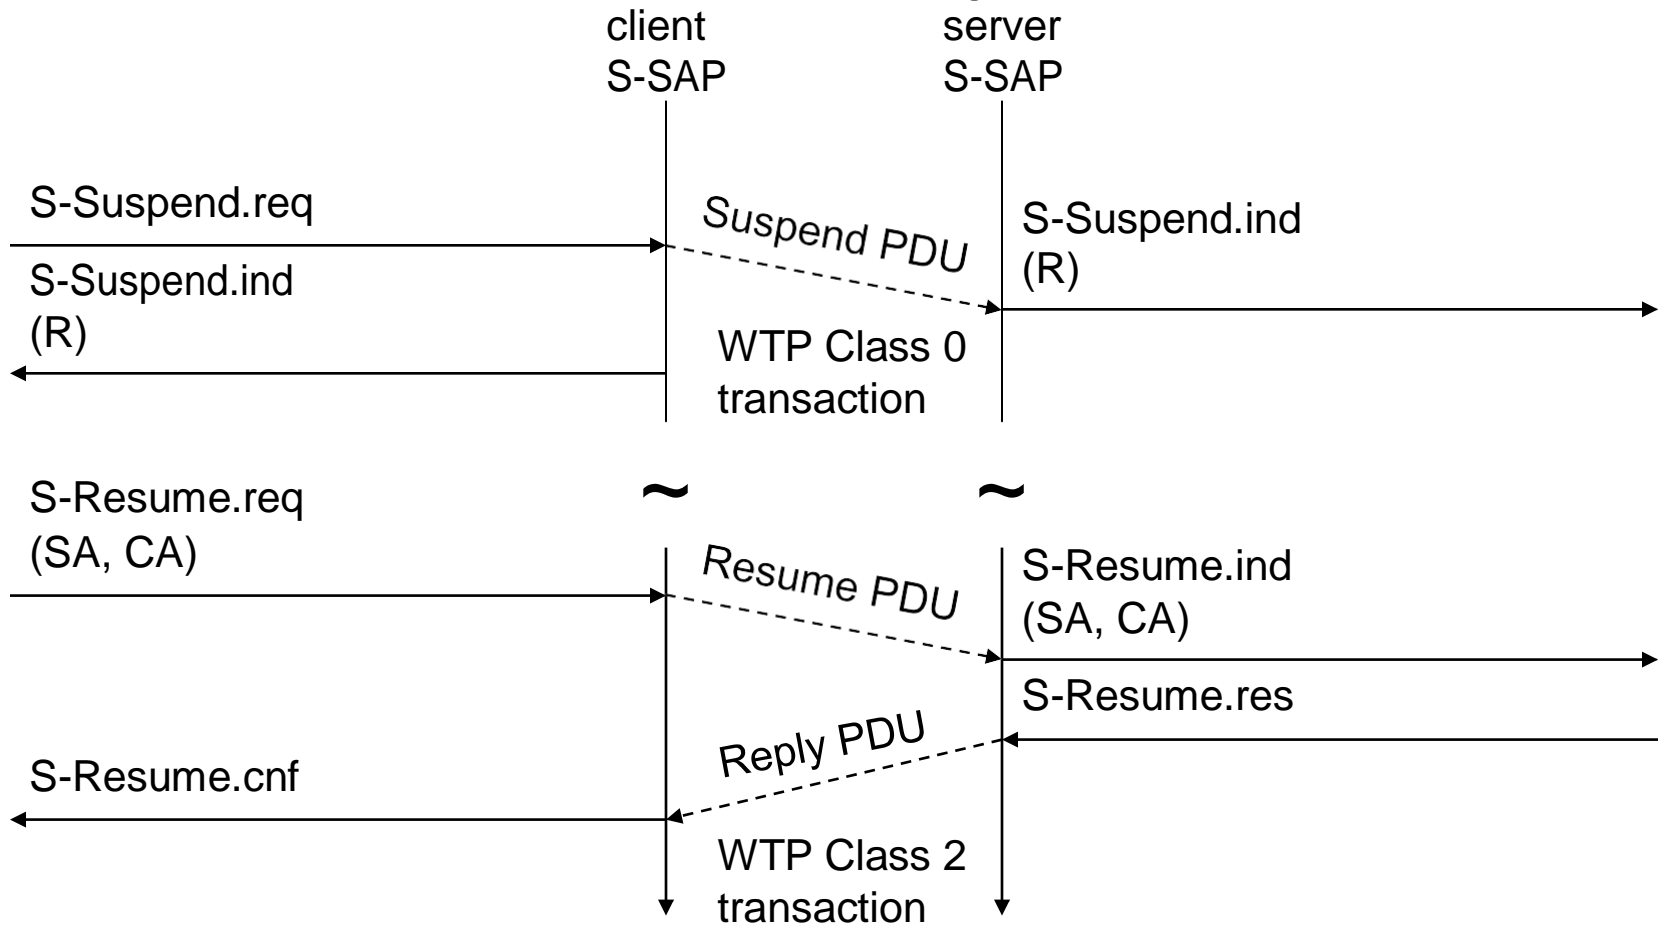 client
S-SAP
server
S-SAP
S-Suspend.req
Suspend PDU
S-Suspend.ind
(R)
S-Suspend.ind
(R)
WTP Class 0
transaction
~
~
S-Resume.req
(SA, CA)
Resume PDU
S-Resume.ind
(SA, CA)
S-Resume.res
Reply PDU
S-Resume.cnf
WTP Class 2
transaction